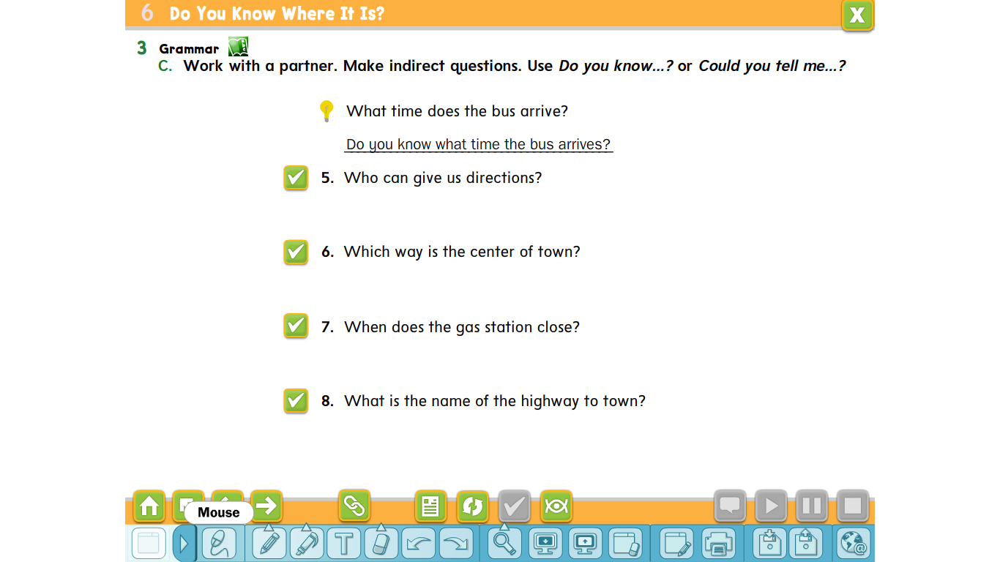 6 Do You Know Where It Is?
X
3 Grammar
C. Work with a partner. Make indirect questions. Use Do you know...? or Could you tell me...?
What time does the bus arrive?
Do you know what time the bus arrives?
5. Who can give us directions?
6. Which way is the center of town?
7. When does the gas station close?
8. What is the name of the highway to town?
Mouse
T
@